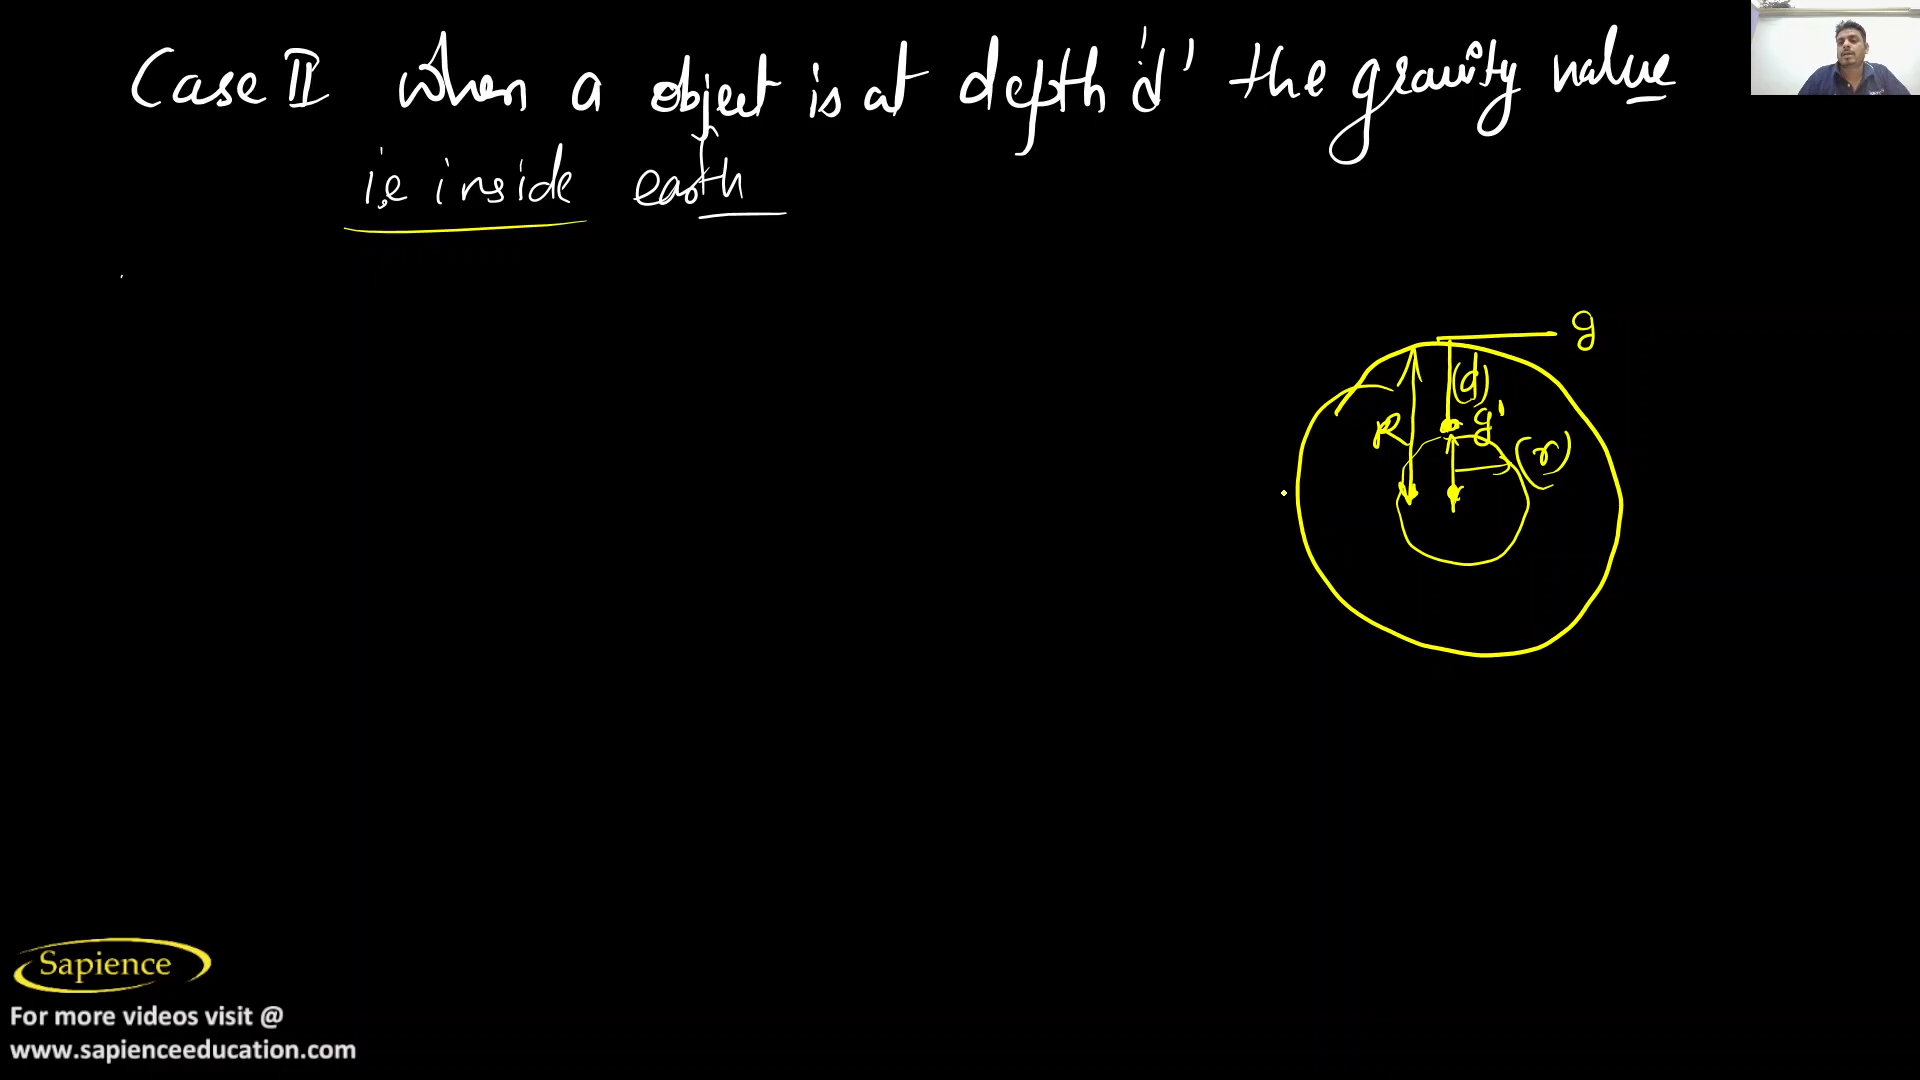 Case II when a object is at depth 'd' the gravity value
i.e inside earth
g
(d)
R
g'
(r)
c
Sapience
For more videos visit @
www.sapienceeducation.com